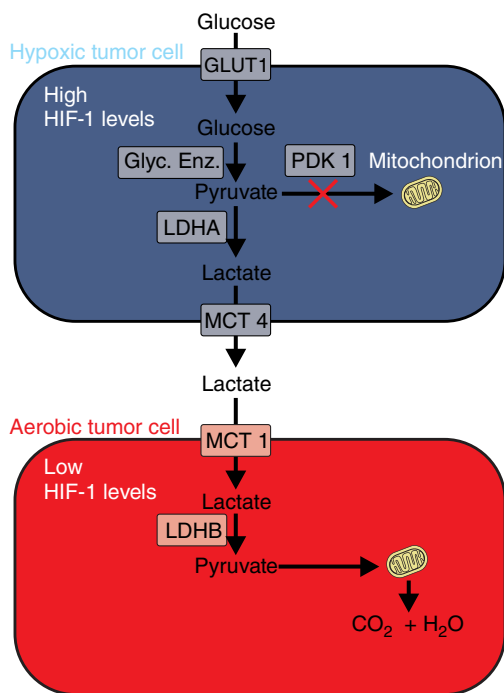 Glucose
Hypoxic tumor cell
GLUT1
High
HIF-1 levels
Glucose
Glyc. Enz.
PDK 1
Mitochondrion
Pyruvate
LDHA
Lactate
MCT 4
Lactate
Aerobic tumor cell
MCT 1
Low
HIF-1 levels
Lactate
LDHB
Pyruvate
CO₂ + H₂O